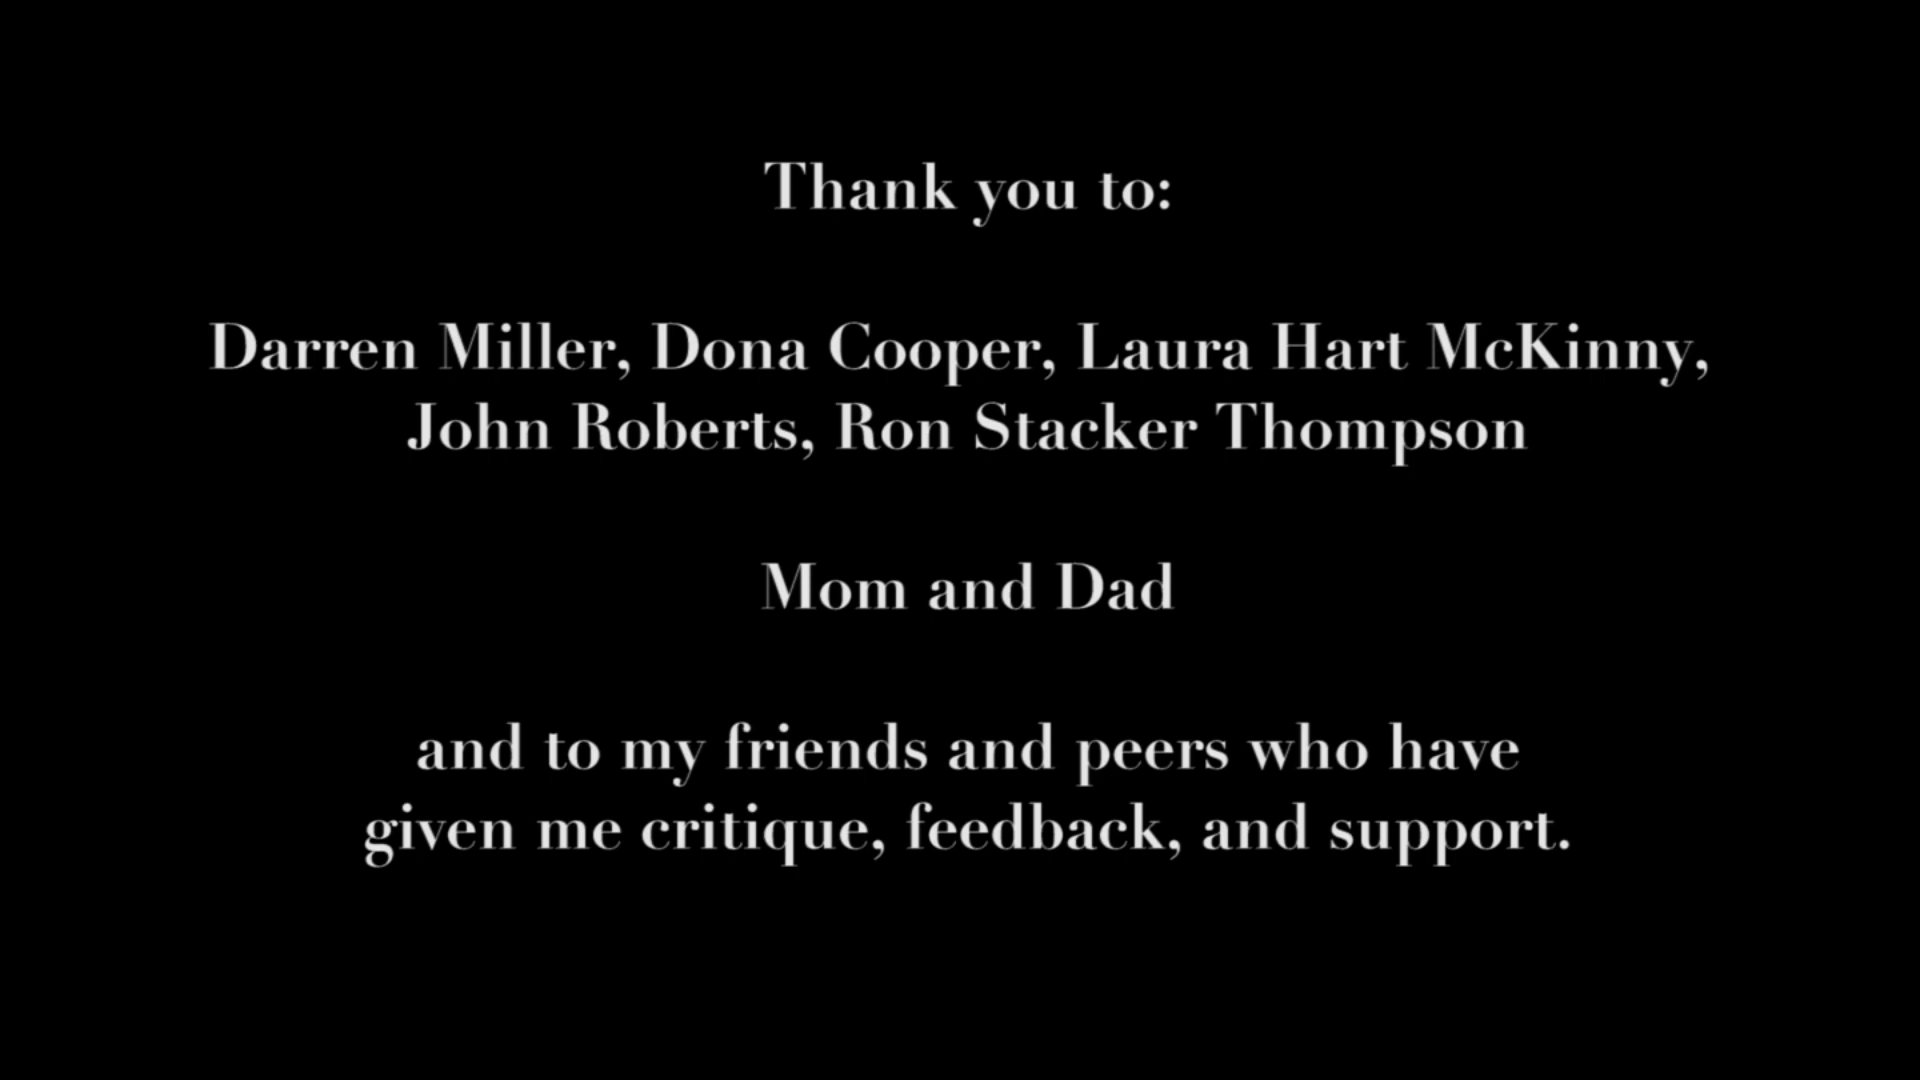 Thank you to:
Darren Miller, Dona Cooper, Laura Hart McKinny,
John Roberts, Ron Stacker Thompson
Mom and Dad
and to my friends and peers who have
given me critique, feedback, and support.